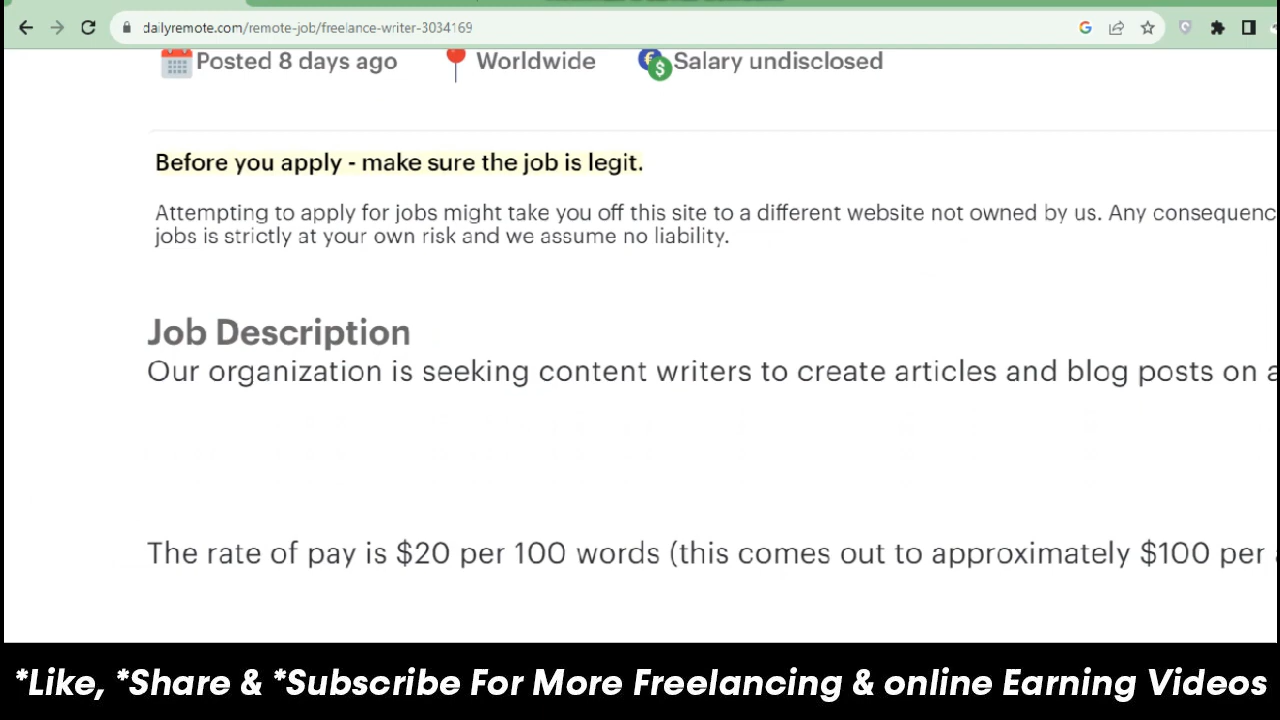 dailyremote.com/remote-job/freelance-writer-3034169
Posted 8 days ago Worldwide Salary undisclosed
Before you apply - make sure the job is legit.
Attempting to apply for jobs might take you off this site to a different website not owned by us. Any
jobs is strictly at your own risk and we assume no liability.
Job Description
Our organization is seeking content writers to create articles and blog posts on
The rate of pay is $20 per 100 words (this comes out to approximately $100 per
*Like, *Share & *Subscribe For More Freelancing & online Earning Videos